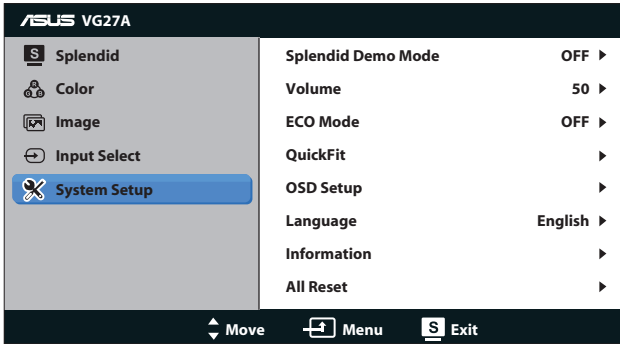 ASUS VG27A
S Splendid
Color
Image
Input Select
System Setup
Splendid Demo Mode OFF
Volume 50
ECO Mode OFF
QuickFit
OSD Setup
Language English
Information
All Reset
Move Menu S Exit